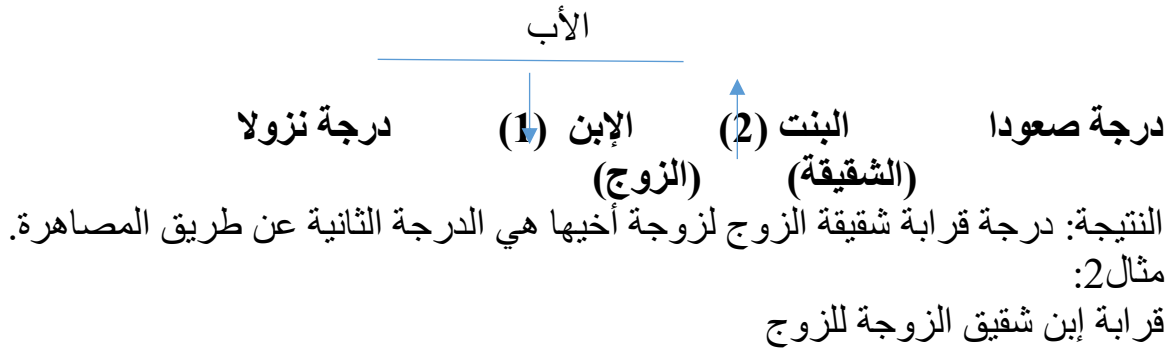 الأب
درجة صعودا البنت (2) الإبن (1) درجة نزولا
(الشقيقة) (الزوج)
النتيجة: درجة قرابة شقيقة الزوج لزوجة أخيها هي الدرجة الثانية عن طريق المصاهرة.
مثال2:
قرابة إبن شقيق الزوجة للزوج